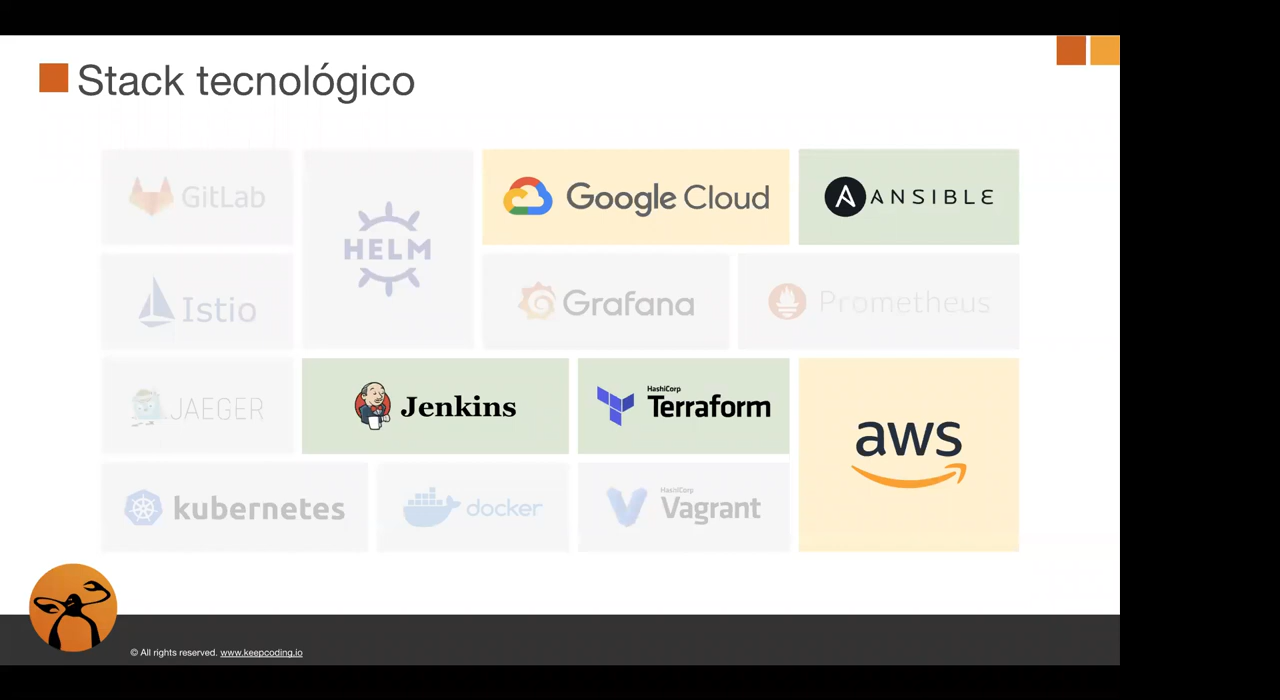 Stack tecnológico
GitLab
HELM
Google Cloud
ANSIBLE
Istio
Grafana
Prometheus
JAEGER
Jenkins
HashiCorp
Terraform
aws
kubernetes
docker
HashiCorp
Vagrant
© All rights reserved. www.keepcoding.io